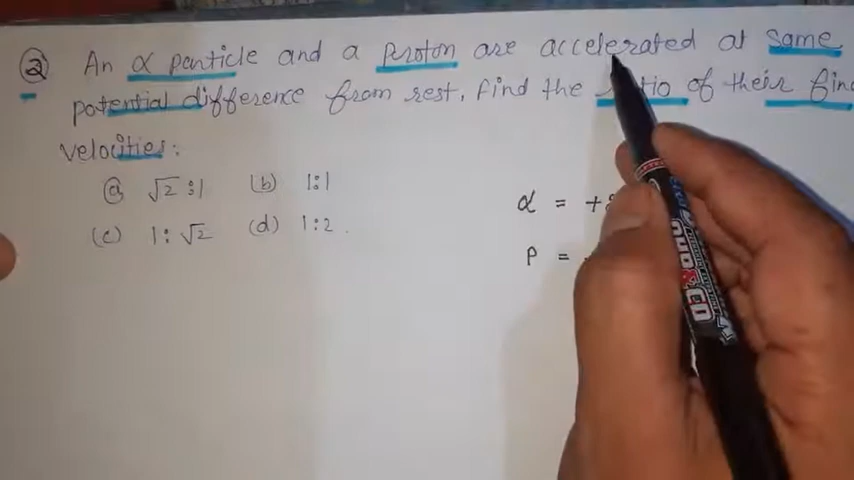 ② An α particle and a proton are accelerated at same
potential difference from rest, find the ratio of their
velocities:
(a) √2:1 (b) 1:1
(c) 1:√2 (d) 1:2.
α = +
P =